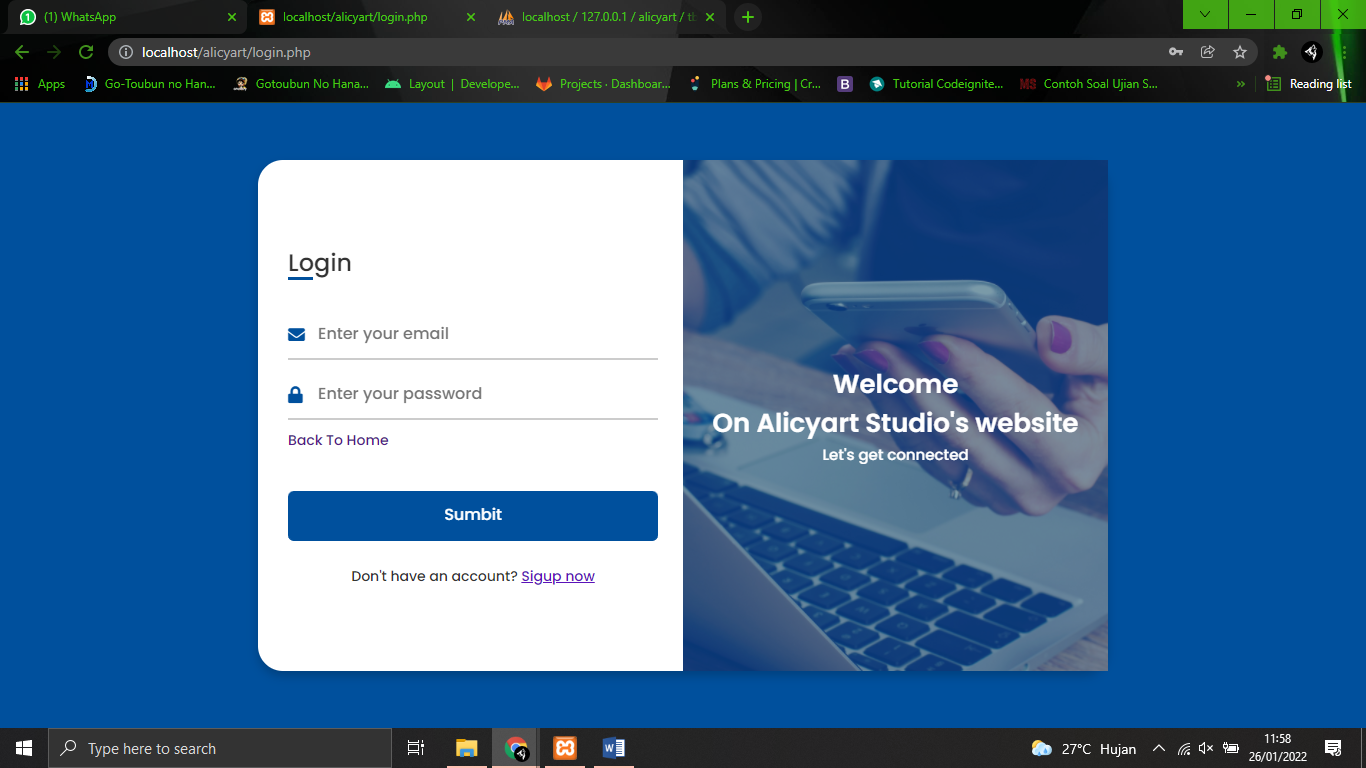 (1) WhatsApp
localhost/alicyart/login.php
localhost / 127.0.0.1 / alicyart / tb
localhost/alicyart/login.php
Apps
Go-Toubun no Han...
Gotoubun No Hana...
Layout | Develope...
Projects · Dashboar...
Plans & Pricing | Cr...
B
Tutorial Codeignite...
MS
Contoh Soal Ujian S...
»
Reading list
Login
Enter your email
Enter your password
Back To Home
Sumbit
Don't have an account? Sigup now
Welcome
On Alicyart Studio's website
Let's get connected
Type here to search
27°C Hujan
11:58
26/01/2022